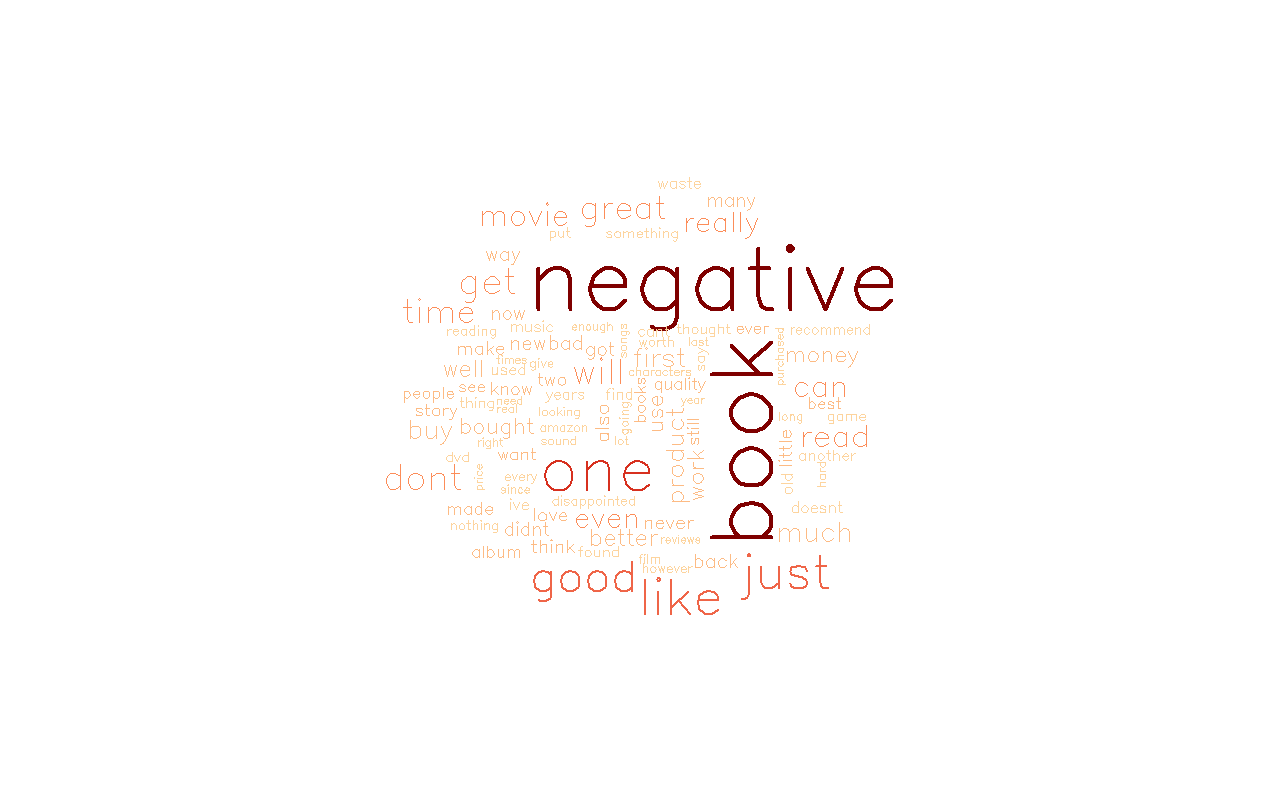 waste
many
movie
great
really
put
something
way
negative
get
time
now
reading
music
enough
songs
cant
thought
ever
recommend
make
new
bad
got
worth
last
first
say
purchased
money
well
used
times
give
will
characters
book
people
see
know
two
quality
can
story
thing
need
real
years
find
books
year
best
looking
also
going
use
product
still
long
game
buy
bought
amazon
sound
lot
right
little
read
dvd
want
work
old
another
hard
dont
price
every
since
one
disappointed
made
ive
love
even
never
doesnt
nothing
didnt
better
reviews
much
album
think
found
film
however
back
good
like
just